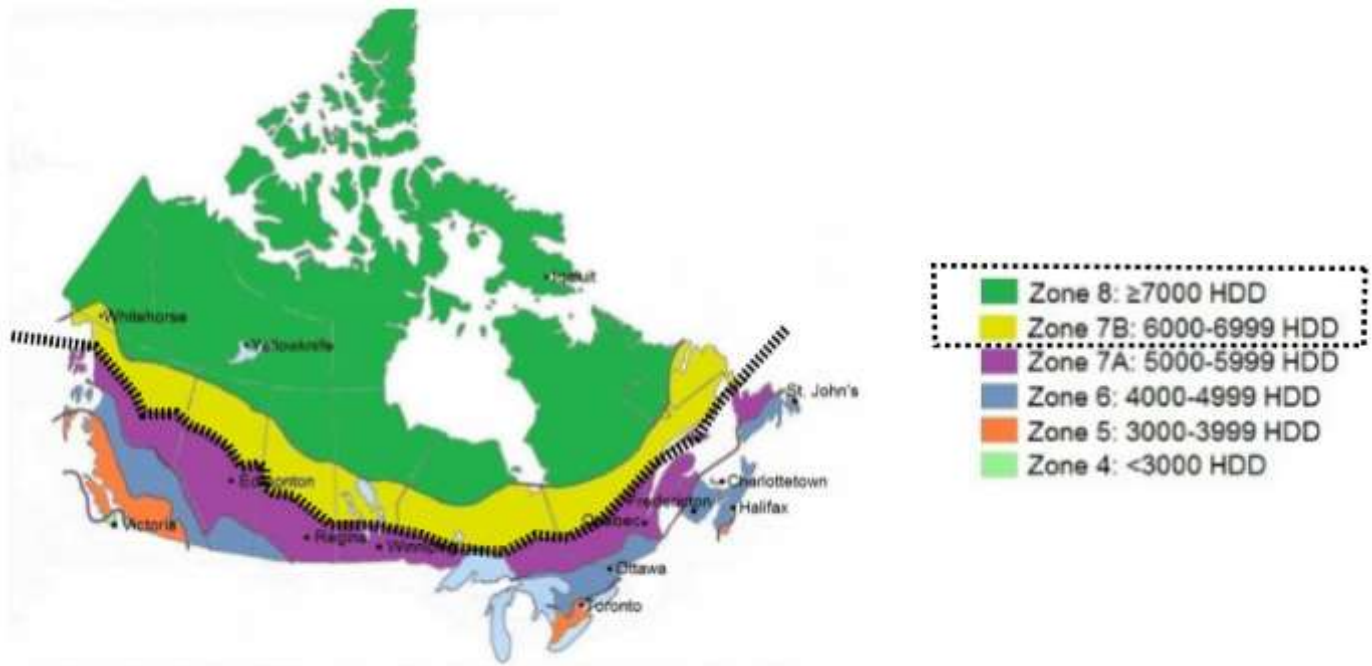 Iqaluit
Whitehorse
Yellowknife
St. John's
Edmonton
Charlottetown
Fredericton
Halifax
Quebec
Victoria
Regina
Winnipeg
Ottawa
Toronto
Zone 8: ≥7000 HDD
Zone 7B: 6000-6999 HDD
Zone 7A: 5000-5999 HDD
Zone 6: 4000-4999 HDD
Zone 5: 3000-3999 HDD
Zone 4: <3000 HDD